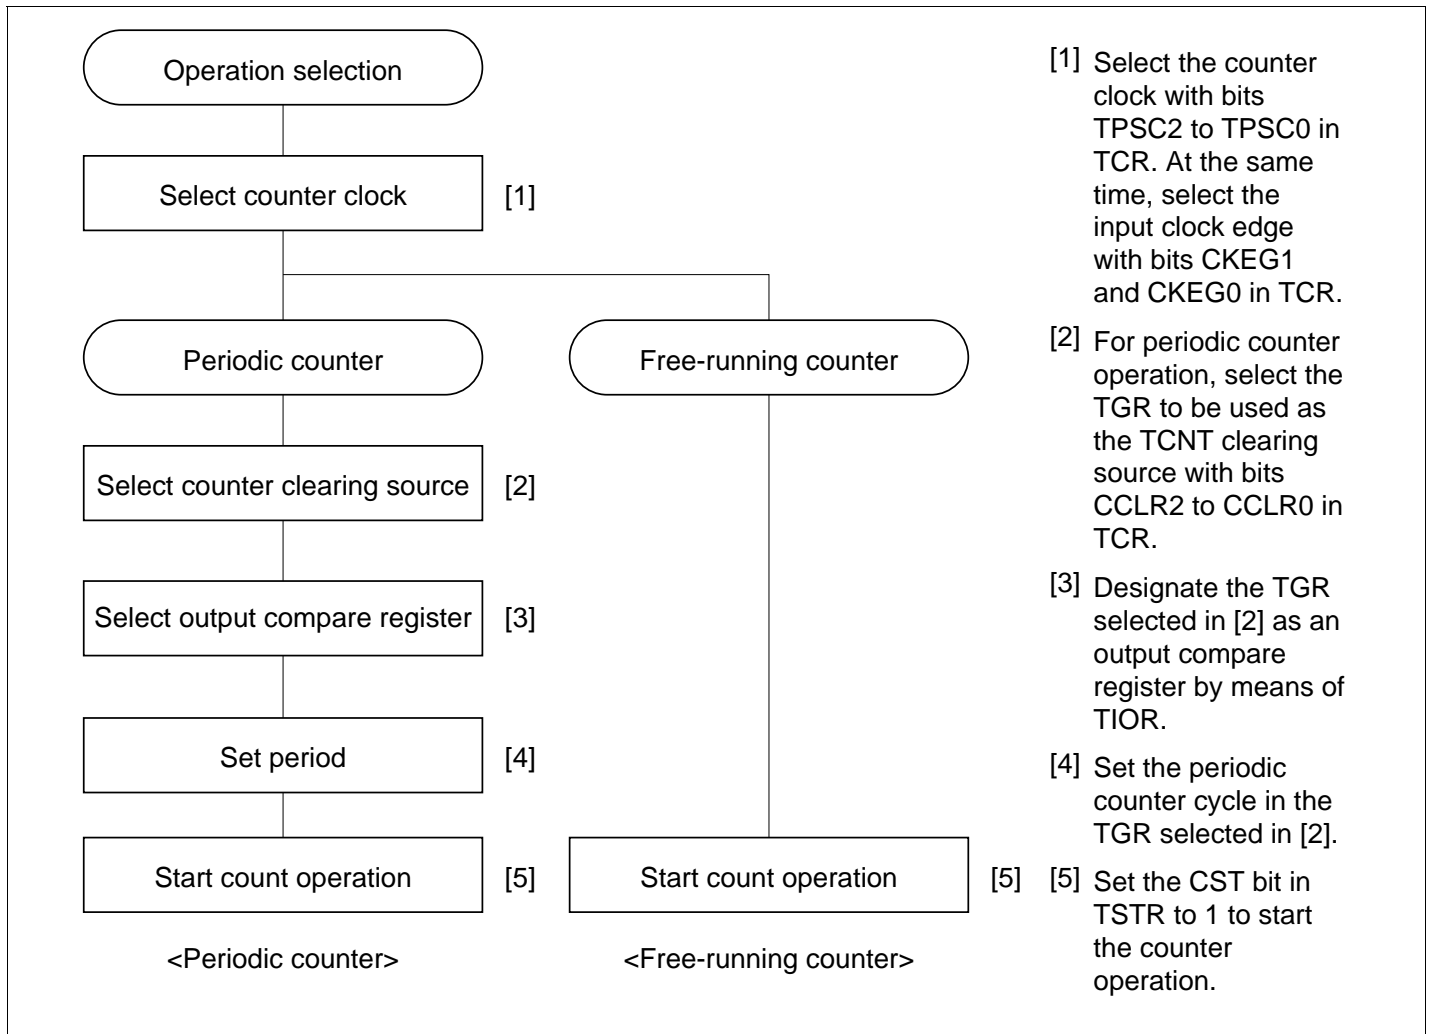 Operation selection
Select counter clock [1]
Periodic counter
Free-running counter
Select counter clearing source [2]
Select output compare register [3]
Set period [4]
Start count operation [5]
Start count operation [5]
<Periodic counter>
<Free-running counter>
[1] Select the counter
clock with bits
TPSC2 to TPSC0 in
TCR. At the same
time, select the
input clock edge
with bits CKEG1
and CKEG0 in TCR.
[2] For periodic counter
operation, select the
TGR to be used as
the TCNT clearing
source with bits
CCLR2 to CCLR0 in
TCR.
[3] Designate the TGR
selected in [2] as an
output compare
register by means of
TIOR.
[4] Set the periodic
counter cycle in the
TGR selected in [2].
[5] Set the CST bit in
TSTR to 1 to start
the counter
operation.